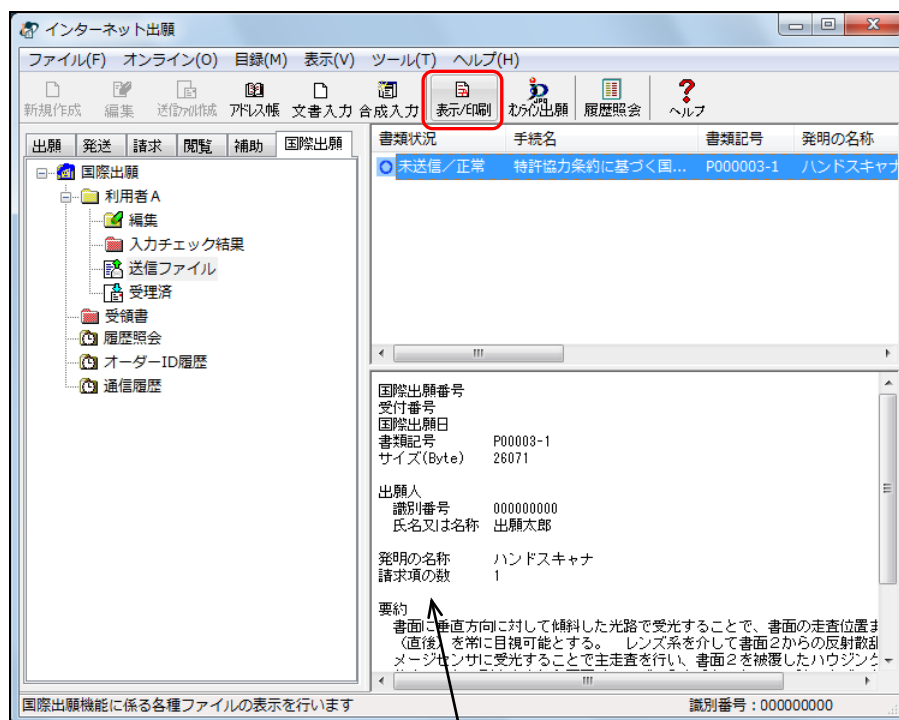 インターネット出願
ファイル(F) オンライン(O) 目録(M) 表示(V) ツール(T) ヘルプ(H)
新規作成 編集 送信ファイル作成 アドレス帳 文書入力 合成入力 表示/印刷 オンライン出願 履歴照会 ヘルプ
出願 発送 請求 閲覧 補助 国際出願
国際出願
利用者A
編集
入力チェック結果
送信ファイル
受理済
受領書
履歴照会
オーダーID履歴
通信履歴
書類状況 手続名 書類記号 発明の名称
未送信/正常 特許協力条約に基づく国... P000003-1 ハンドスキャナ
国際出願番号
受付番号
国際出願日
書類記号 P00003-1
サイズ(Byte) 26071
出願人
識別番号 000000000
氏名又は名称 出願太郎
発明の名称 ハンドスキャナ
請求項の数 1
要約
書面に垂直方向に対して傾斜した光路で受光することで、書面の走査位置ま
(直後)を常に目視可能とする。 レンズ系を介して書面2からの反射散乱
メージセンサに受光することで主走査を行い、書面2を被覆したハウジング
国際出願機能に係る各種ファイルの表示を行います 識別番号:000000000